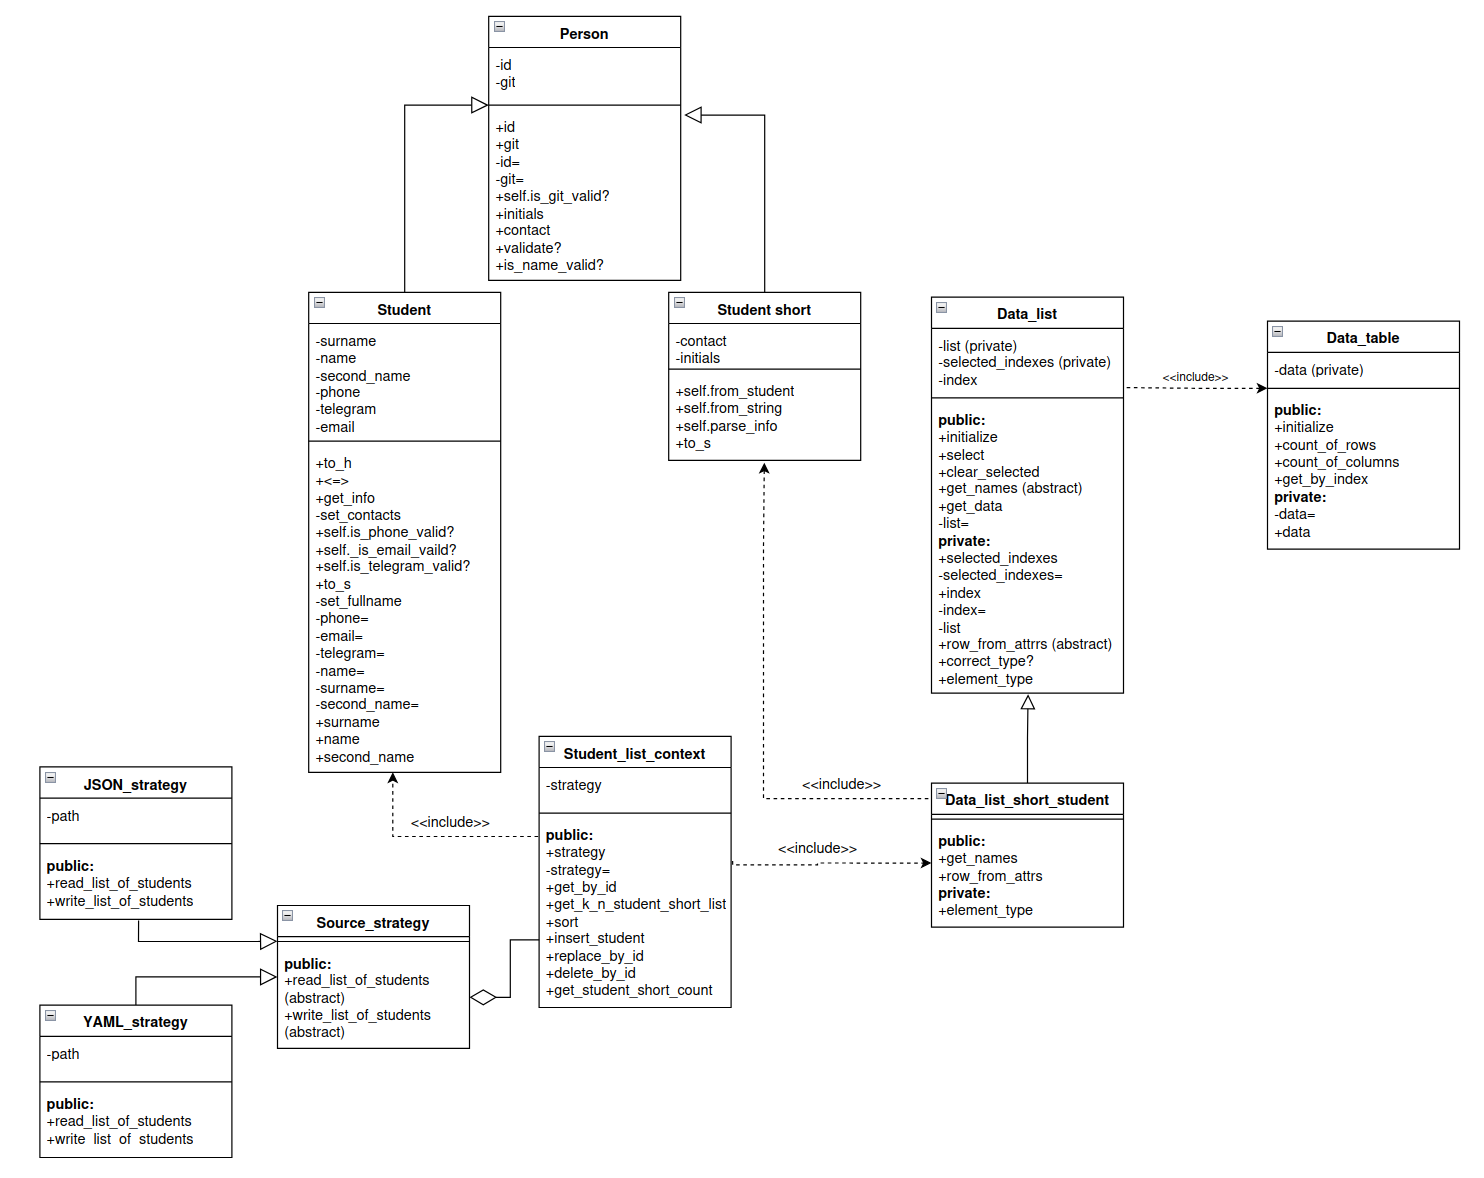 Person
-id
-git
+id
+git
-id=
-git=
+self.is_git_valid?
+initials
+contact
+validate?
+is_name_valid?
Student
-surname
-name
-second_name
-phone
-telegram
-email
+to_h
+<=>
+get_info
-set_contacts
+self.is_phone_valid?
+self._is_email_vaild?
+self.is_telegram_valid?
+to_s
-set_fullname
-phone=
-email=
-telegram=
-name=
-surname=
-second_name=
+surname
+name
+second_name
Student short
-contact
-initials
+self.from_student
+self.from_string
+self.parse_info
+to_s
Data_list
-list (private)
-selected_indexes (private)
-index
public:
+initialize
+select
+clear_selected
+get_names (abstract)
+get_data
-list=
private:
+selected_indexes
-selected_indexes=
+index
-index=
-list
+row_from_attrrs (abstract)
+correct_type?
+element_type
<<include>>
Data_table
-data (private)
public:
+initialize
+count_of_rows
+count_of_columns
+get_by_index
private:
-data=
+data
JSON_strategy
-path
public:
+read_list_of_students
+write_list_of_students
<<include>>
Student_list_context
-strategy
public:
+strategy
-strategy=
+get_by_id
+get_k_n_student_short_list
+sort
+insert_student
+replace_by_id
+delete_by_id
+get_student_short_count
<<include>>
<<include>>
Data_list_short_student
public:
+get_names
+row_from_attrs
private:
+element_type
Source_strategy
public:
+read_list_of_students
(abstract)
+write_list_of_students
(abstract)
YAML_strategy
-path
public:
+read_list_of_students
+write_list_of_students